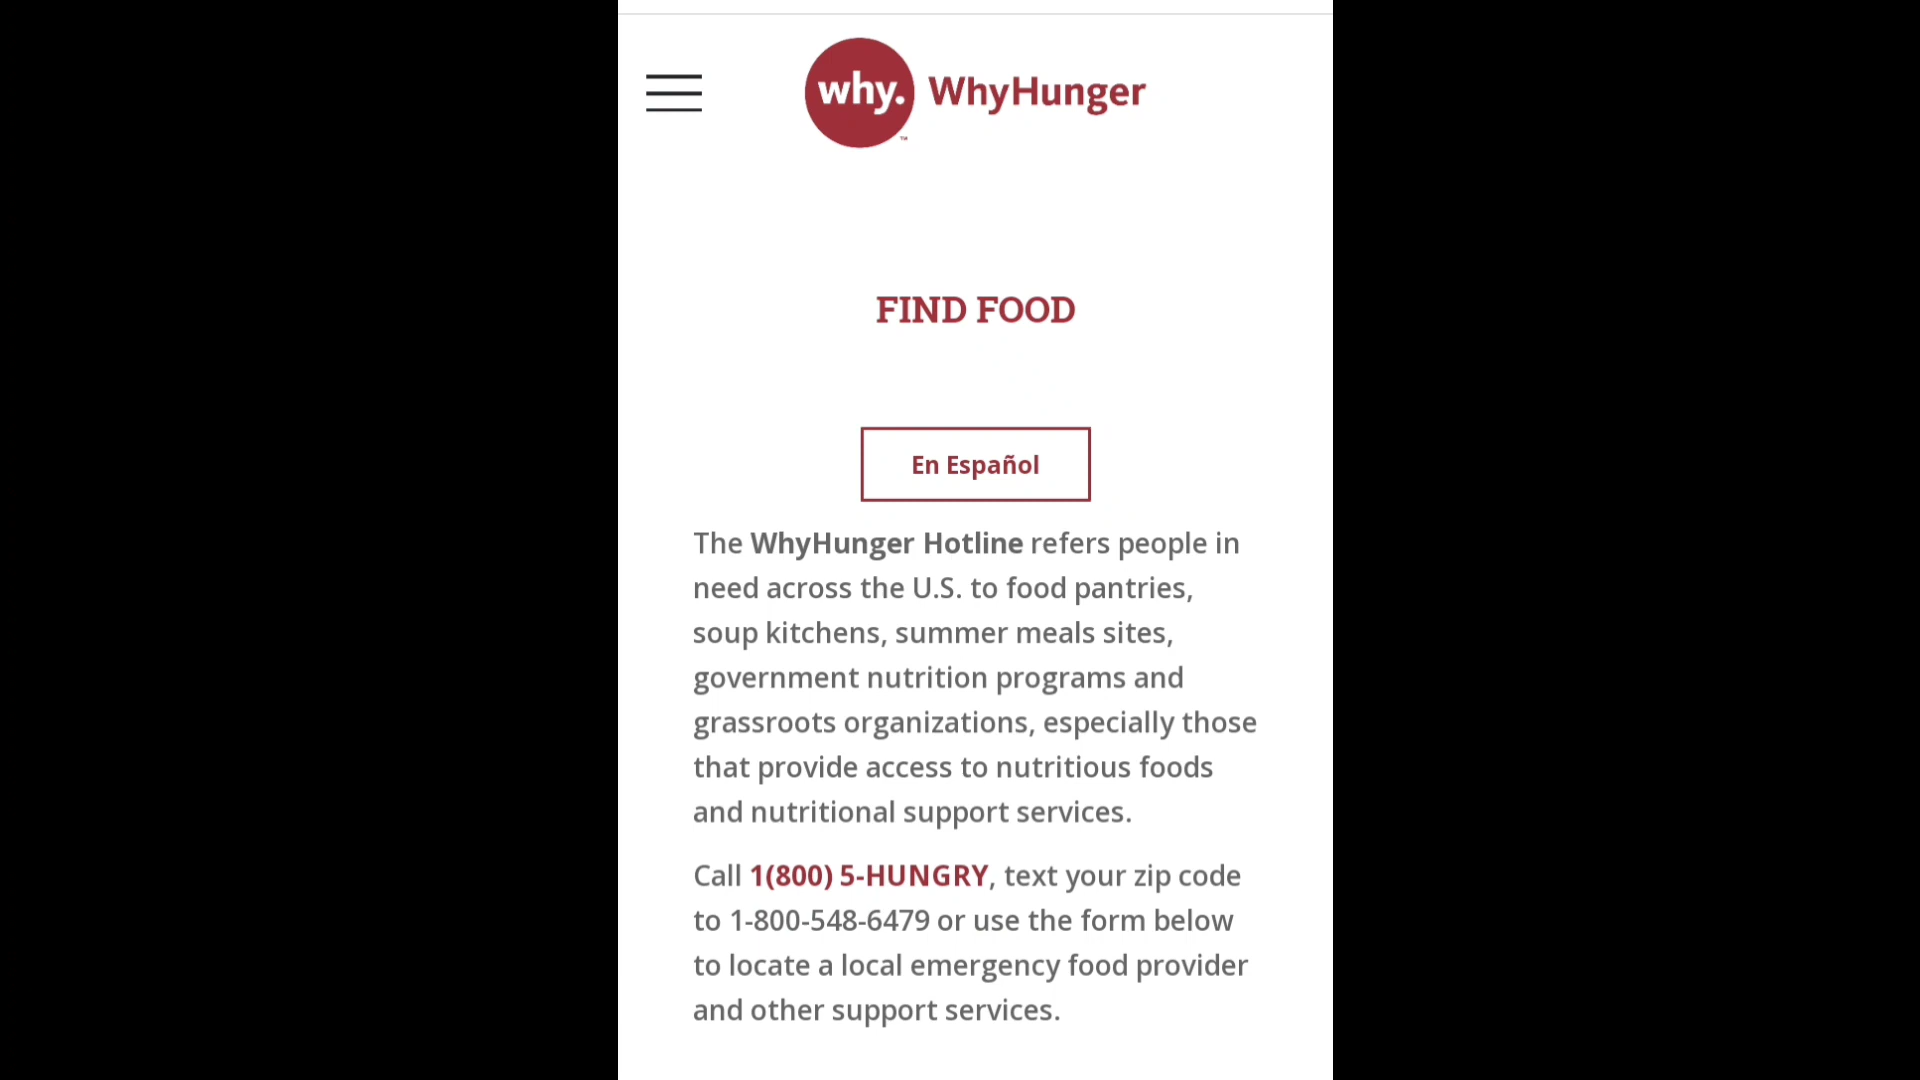 why.
™
WhyHunger
FIND FOOD
En Español
The WhyHunger Hotline refers people in
need across the U.S. to food pantries,
soup kitchens, summer meals sites,
government nutrition programs and
grassroots organizations, especially those
that provide access to nutritious foods
and nutritional support services.
Call 1(800) 5-HUNGRY, text your zip code
to 1-800-548-6479 or use the form below
to locate a local emergency food provider
and other support services.